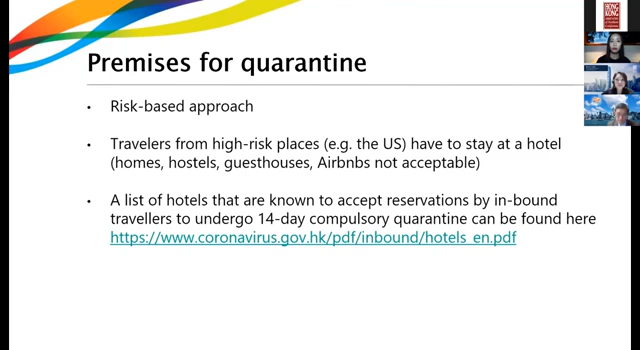 HONG
KONG
Premises for quarantine
• Risk-based approach
• Travelers from high-risk places (e.g. the US) have to stay at a hotel
(homes, hostels, guesthouses, Airbnbs not acceptable)
• A list of hotels that are known to accept reservations by in-bound
travellers to undergo 14-day compulsory quarantine can be found here
https://www.coronavirus.gov.hk/pdf/inbound/hotels_en.pdf